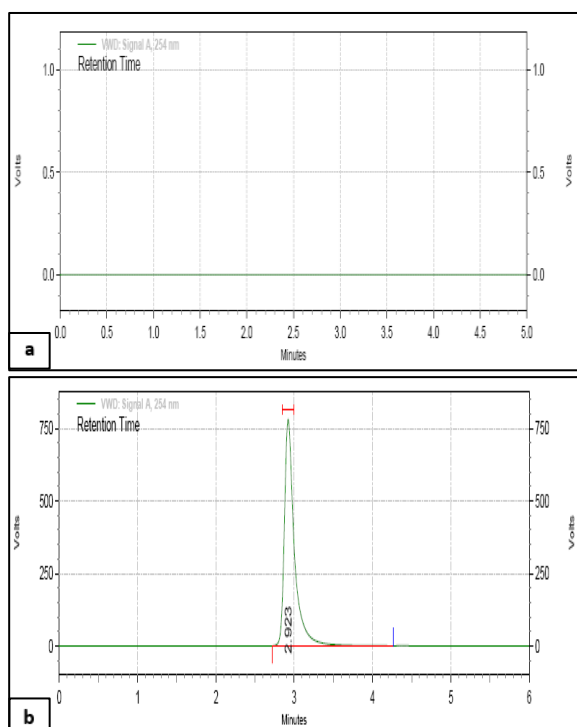 VWD: Signal A, 254 nm
Retention Time
1.0
1.0
Volts
0.5
0.5
Volts
0.0
0.0
0.0 0.5 1.0 1.5 2.0 2.5 3.0 3.5 4.0 4.5 5.0
Minutes
a
VWD: Signal A, 254 nm
Retention Time
750
750
Volts
500
500
Volts
250
250
2.923
0
0
0 1 2 3 4 5 6
Minutes
b